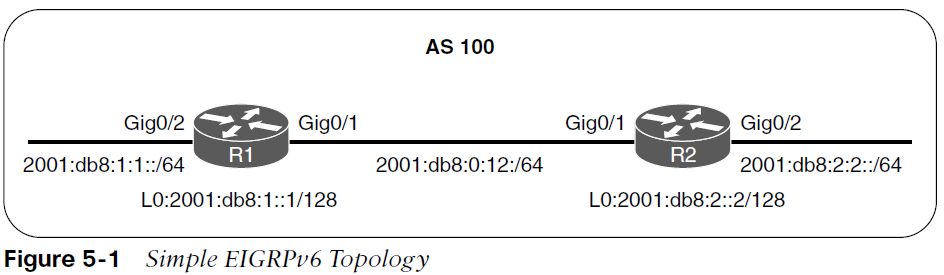 AS 100
Gig0/2 Gig0/1 Gig0/1 Gig0/2
R1 R2
2001:db8:1:1::/64 2001:db8:0:12:/64 2001:db8:2:2::/64
L0:2001:db8:1::1/128 L0:2001:db8:2::2/128
Figure 5-1 Simple EIGRPv6 Topology